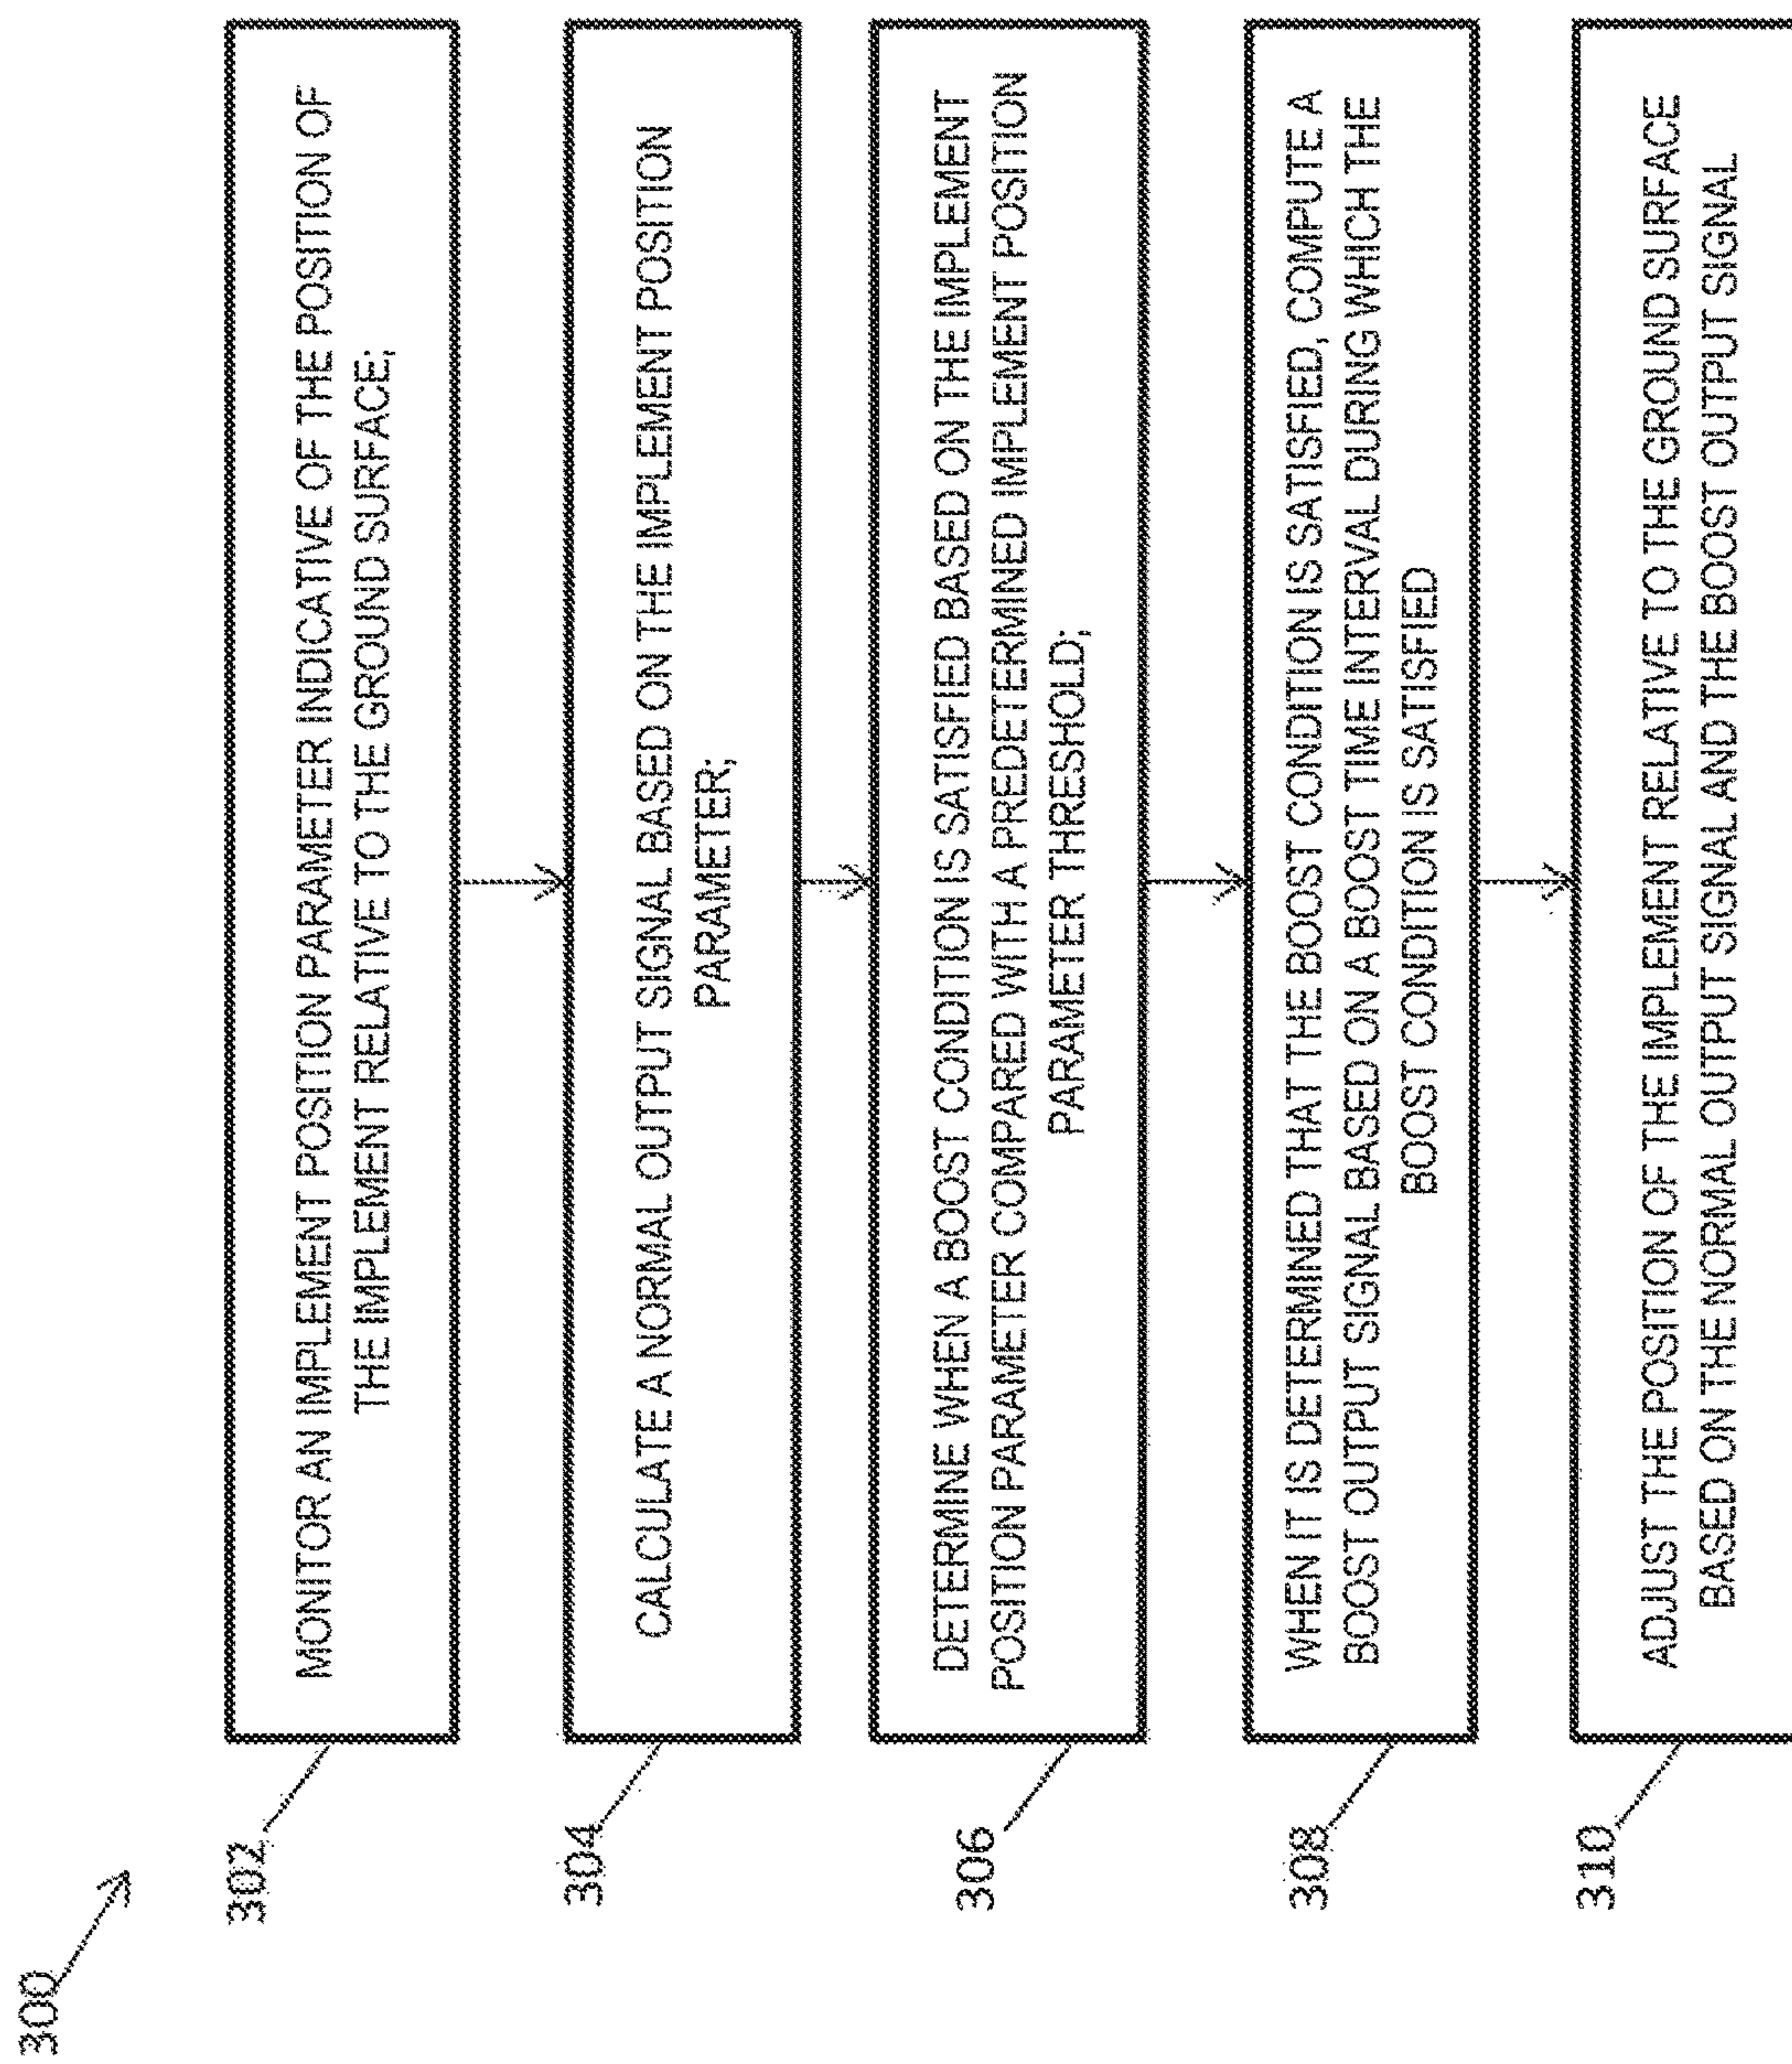 300
302
MONITOR AN IMPLEMENT POSITION PARAMETER INDICATIVE OF THE POSITION OF
THE IMPLEMENT RELATIVE TO THE GROUND SURFACE;
304
CALCULATE A NORMAL OUTPUT SIGNAL BASED ON THE IMPLEMENT POSITION
PARAMETER;
306
DETERMINE WHEN A BOOST CONDITION IS SATISFIED BASED ON THE IMPLEMENT
POSITION PARAMETER COMPARED WITH A PREDETERMINED IMPLEMENT POSITION
PARAMETER THRESHOLD;
308
WHEN IT IS DETERMINED THAT THE BOOST CONDITION IS SATISFIED, COMPUTE A
BOOST OUTPUT SIGNAL BASED ON A BOOST TIME INTERVAL DURING WHICH THE
BOOST CONDITION IS SATISFIED
310
ADJUST THE POSITION OF THE IMPLEMENT RELATIVE TO THE GROUND SURFACE
BASED ON THE NORMAL OUTPUT SIGNAL AND THE BOOST OUTPUT SIGNAL